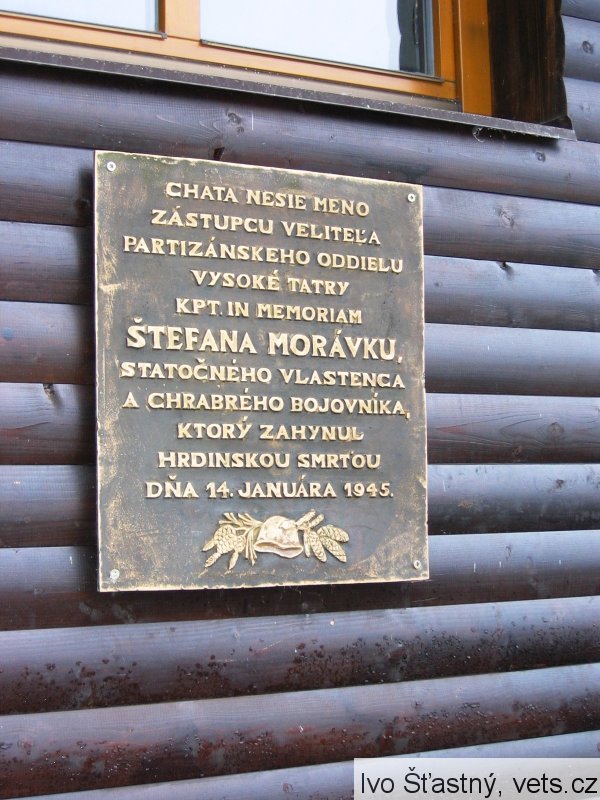 CHATA NESIE MENO
ZÁSTUPCU VELITEĽA
PARTIZÁNSKEHO ODDIELU
VYSOKÉ TATRY
KPT. IN MEMORIAM
ŠTEFANA MORÁVKU,
STATOČNÉHO VLASTENCA
A CHRABRÉHO BOJOVNÍKA,
KTORÝ ZAHYNUL
HRDINSKOU SMRŤOU
DŇA 14. JANUÁRA 1945.
Ivo Šťastný, vets.cz